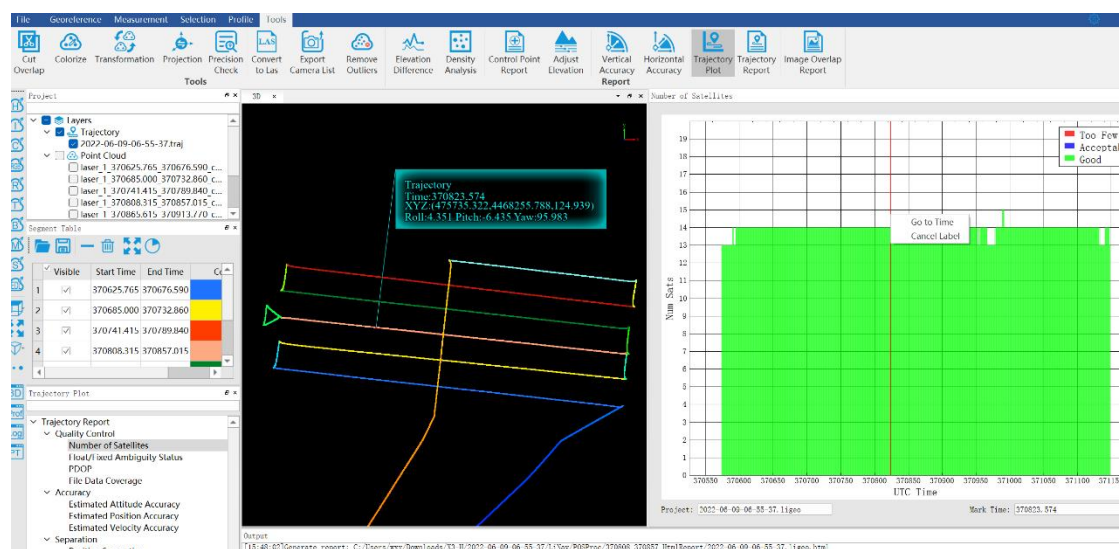 File Georeference Measurement Selection Profile Tools
Cut Overlap
Colorize
Transformation
Projection
Precision Check
Convert to Las
Export Camera List
Remove Outliers
Elevation Difference
Density Analysis
Control Point Report
Adjust Elevation
Vertical Accuracy
Horizontal Accuracy
Trajectory Plot
Trajectory Report
Image Overlap Report
Tools
Report
Project
Layers
Trajectory
2022-06-09-06-55-37.traj
Point Cloud
laser_1_370625.765_370676.590_c...
laser_1_370685.000_370732.860_c...
laser_1_370741.415_370789.840_c...
laser_1_370808.315_370857.015_c...
laser_1_370865.615_370913.770_c...
Segment Table
Visible Start Time End Time
1 370625.765 370676.590
2 370685.000 370732.860
3 370741.415 370789.840
4 370808.315 370857.015
Trajectory Plot
Trajectory Report
Quality Control
Number of Satellites
Float/Fixed Ambiguity Status
PDOP
File Data Coverage
Accuracy
Estimated Attitude Accuracy
Estimated Position Accuracy
Estimated Velocity Accuracy
Separation
3D
Trajectory
Time:370823.574
XYZ:(475735.322,4468255.788,124.939)
Roll:4.351 Pitch:-6.435 Yaw:95.983
Number of Satellites
Too Few
Acceptal
Good
Go to Time
Cancel Label
Num Sats
19
18
17
16
15
14
13
12
11
10
9
8
7
6
5
4
3
2
1
0
370550 370600 370650 370700 370750 370800 370850 370900 370950 371000 371050 371100 3711
UTC Time
Project: 2022-06-09-06-55-37.ligeo Mark Time: 370823.574
Output